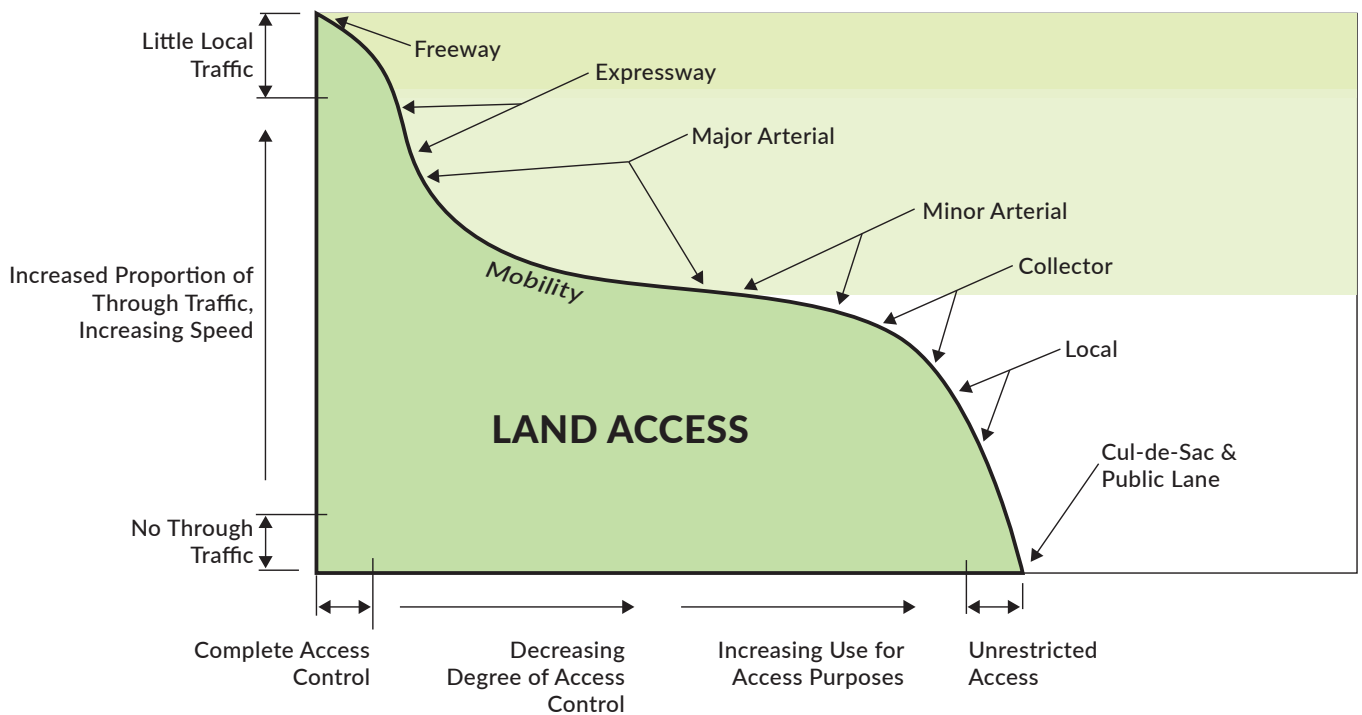 Little Local
Traffic
Freeway
Expressway
Major Arterial
Minor Arterial
Collector
Increased Proportion of
Through Traffic,
Increasing Speed
Mobility
Local
LAND ACCESS
Cul-de-Sac &
Public Lane
No Through
Traffic
Complete Access
Control
Decreasing
Degree of Access
Control
Increasing Use for
Access Purposes
Unrestricted
Access